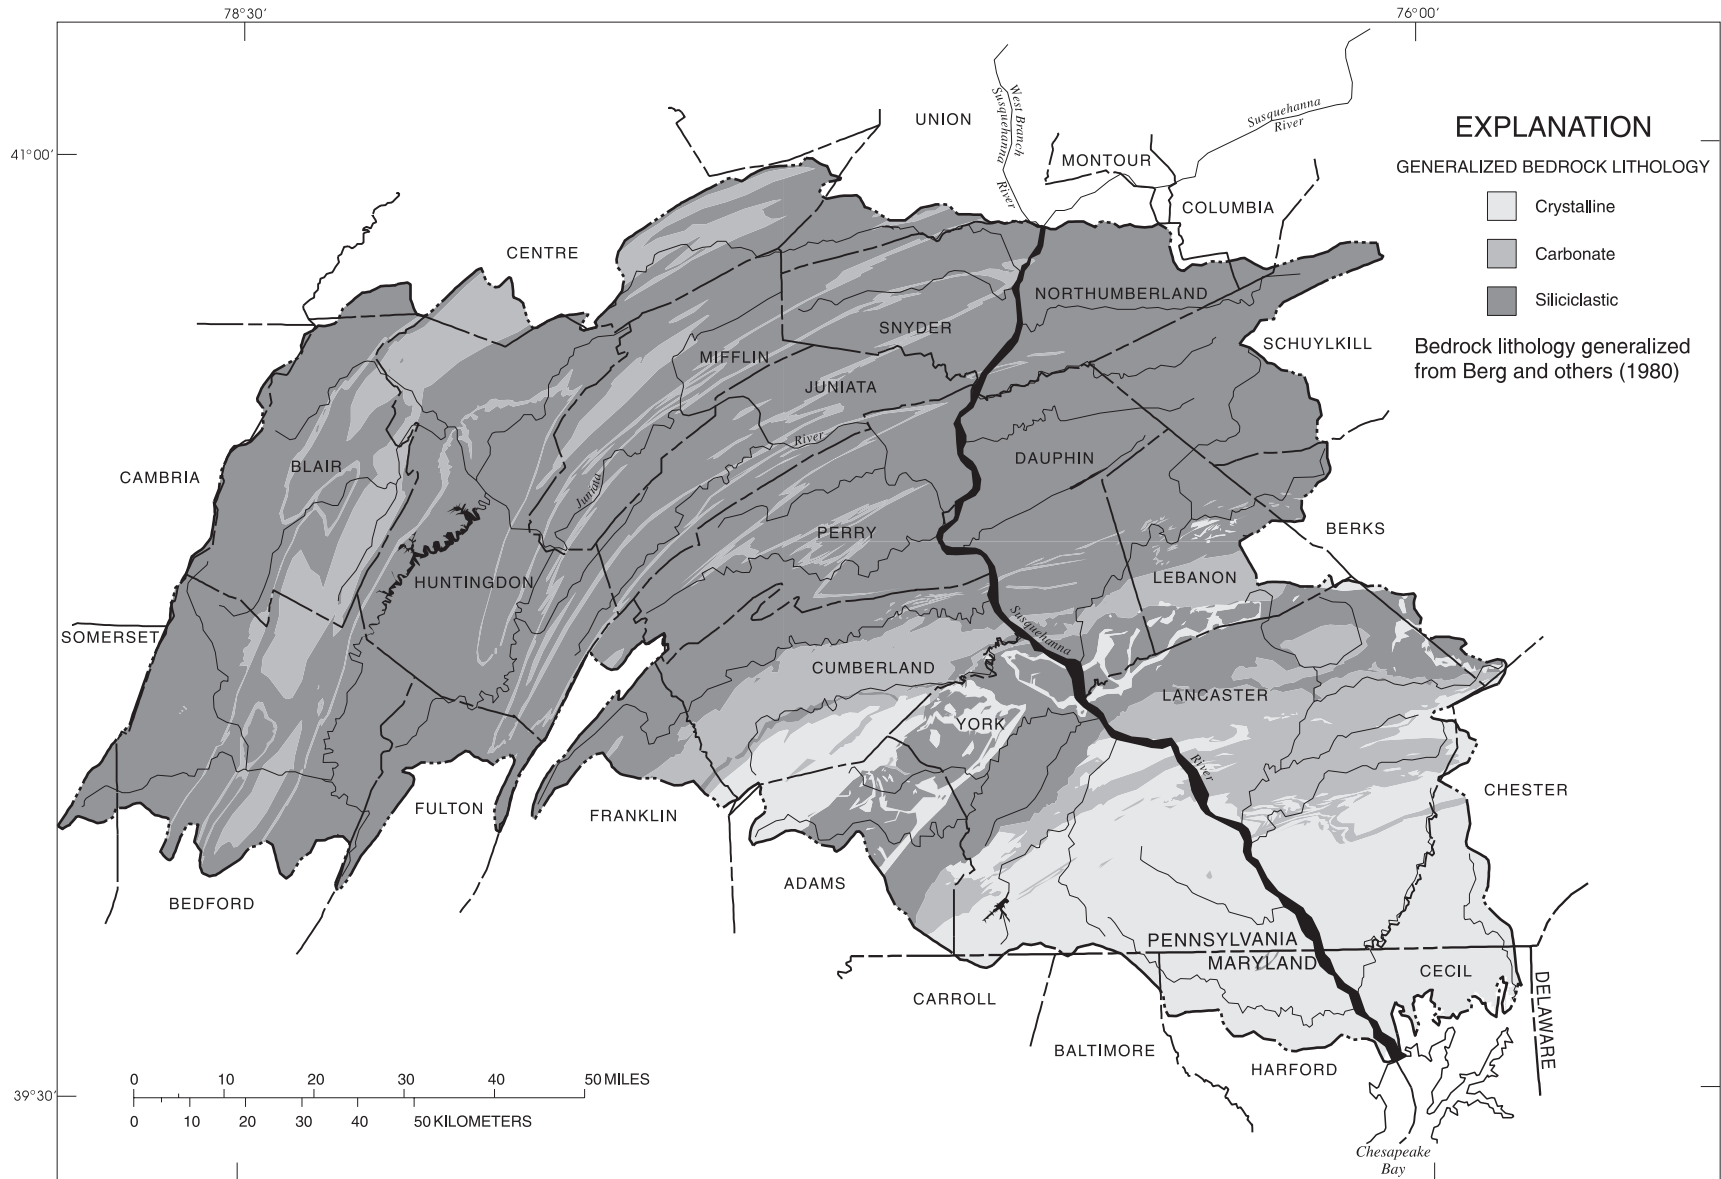 78°30′
76°00′
41°00′
39°30′
UNION
West Branch
Susquehanna
River
Susquehanna
River
MONTOUR
COLUMBIA
CENTRE
NORTHUMBERLAND
SNYDER
SCHUYLKILL
MIFFLIN
JUNIATA
River
Juniata
DAUPHIN
BLAIR
CAMBRIA
PERRY
BERKS
HUNTINGDON
LEBANON
SOMERSET
Susquehanna
CUMBERLAND
LANCASTER
YORK
River
FULTON
FRANKLIN
CHESTER
ADAMS
BEDFORD
PENNSYLVANIA
MARYLAND
CECIL
DELAWARE
CARROLL
BALTIMORE
HARFORD
Chesapeake
Bay
EXPLANATION
GENERALIZED BEDROCK LITHOLOGY
Crystalline
Carbonate
Siliciclastic
Bedrock lithology generalized
from Berg and others (1980)
0 10 20 30 40 50 MILES
0 10 20 30 40 50 KILOMETERS